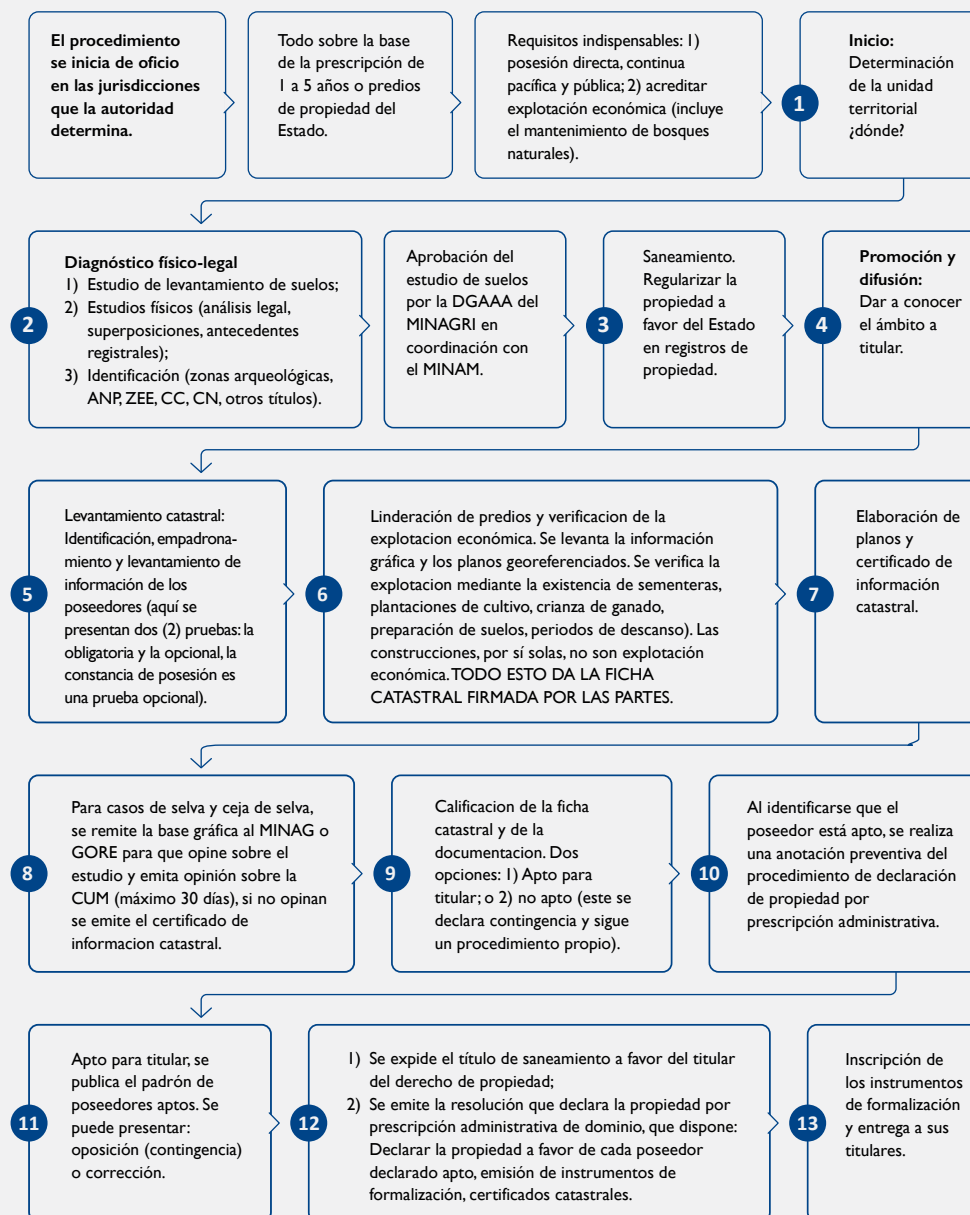 El procedimiento
se inicia de oficio
en las jurisdicciones
que la autoridad
determina.
Todo sobre la base
de la prescripción de
1 a 5 años o predios
de propiedad del
Estado.
Requisitos indispensables: 1)
posesión directa, continua
pacífica y pública; 2) acreditar
explotación económica (incluye
el mantenimiento de bosques
naturales).
1
Inicio:
Determinación
de la unidad
territorial
¿dónde?
2
Diagnóstico físico-legal
1) Estudio de levantamiento de suelos;
2) Estudios físicos (análisis legal,
superposiciones, antecedentes
registrales);
3) Identificación (zonas arqueológicas,
ANP, ZEE, CC, CN, otros títulos).
Aprobación del
estudio de suelos
por la DGAAA del
MINAGRI en
coordinación con
el MINAM.
3
Saneamiento.
Regularizar la
propiedad a
favor del Estado
en registros de
propiedad.
4
Promoción y
difusión:
Dar a conocer
el ámbito a
titular.
5
Levantamiento catastral:
Identificación, empadrona-
miento y levantamiento de
información de los
poseedores (aquí se
presentan dos (2) pruebas: la
obligatoria y la opcional, la
constancia de posesión es
una prueba opcional).
6
Linderación de predios y verificacion de la
explotacion económica. Se levanta la información
gráfica y los planos georeferenciados. Se verifica la
explotacion mediante la existencia de sementeras,
plantaciones de cultivo, crianza de ganado,
preparación de suelos, periodos de descanso). Las
construcciones, por sí solas, no son explotación
económica. TODO ESTO DA LA FICHA
CATASTRAL FIRMADA POR LAS PARTES.
7
Elaboración de
planos y
certificado de
información
catastral.
8
Para casos de selva y ceja de selva,
se remite la base gráfica al MINAG o
GORE para que opine sobre el
estudio y emita opinión sobre la
CUM (máximo 30 días), si no opinan
se emite el certificado de
informacion catastral.
9
Calificacion de la ficha
catastral y de la
documentacion. Dos
opciones: 1) Apto para
titular; o 2) no apto (este se
declara contingencia y sigue
un procedimiento propio).
10
Al identificarse que el
poseedor está apto, se realiza
una anotación preventiva del
procedimiento de declaración
de propiedad por
prescripción administrativa.
11
Apto para titular, se
publica el padrón de
poseedores aptos. Se
puede presentar:
oposición (contingencia)
o corrección.
12
1) Se expide el título de saneamiento a favor del titular
del derecho de propiedad;
2) Se emite la resolución que declara la propiedad por
prescripción administrativa de dominio, que dispone:
Declarar la propiedad a favor de cada poseedor
declarado apto, emisión de instrumentos de
formalización, certificados catastrales.
13
Inscripción de
los instrumentos
de formalización
y entrega a sus
titulares.